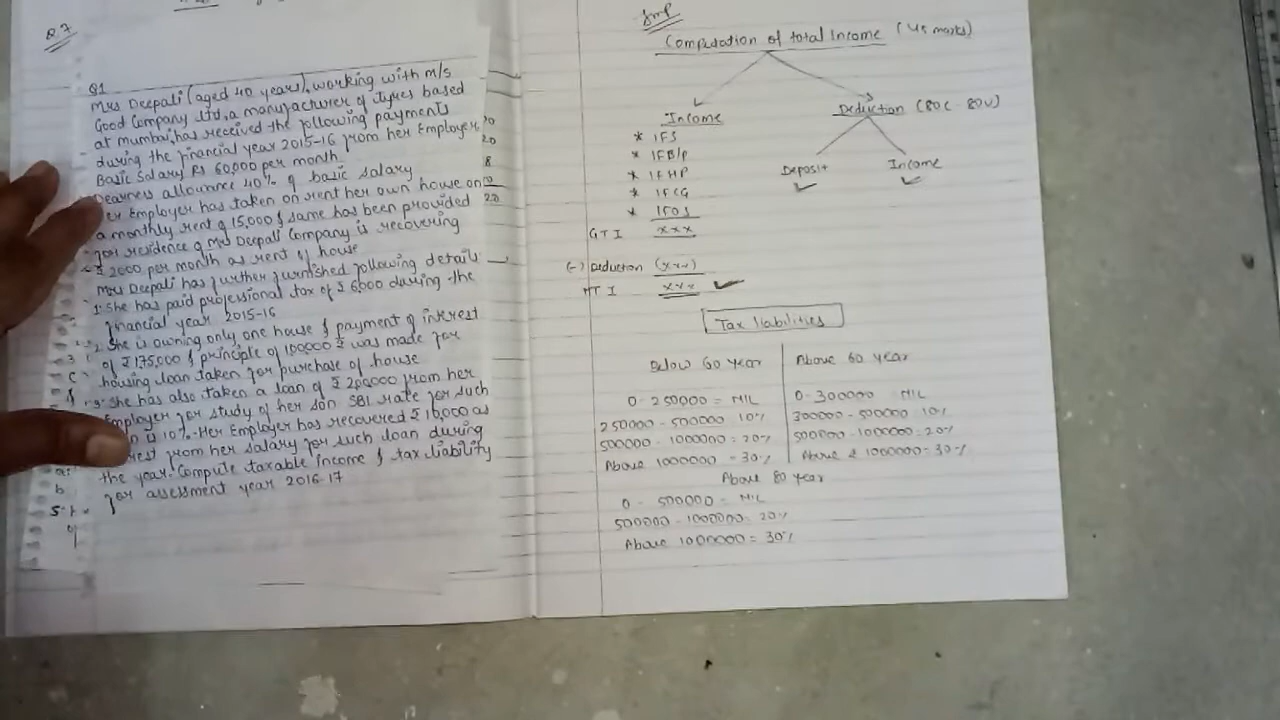 Q.7
Q1
Mrs Deepali (aged 40 years), working with M/s
Good Company Ltd, a manufacturer of Tyres based
at mumbai, has received the following payments
during the financial year 2015-16 from her Employer.
Basic Salary Rs 60,000 per month
Dearness allowance 40% of basic salary
er Employer has taken on rent her own house on
a monthly rent of 15,000 & same has been provided
for residence of Mrs Deepali Company is recovering
₹ 2000 per month as rent of house
Mrs Deepali has further furnished following details
1. She has paid professional tax of ₹ 6,000 during the
financial year 2015-16
2. She is owning only one house & payment of interest
of ₹ 175,000 & principle of 100000 ₹ was made for
housing loan taken for purchase of house
3. She has also taken a loan of ₹ 200000 from her
Employer for study of her son SBI rate for such
n is 10%. Her Employer has recovered ₹ 10,000 as
rest from her salary for such loan during
the year. Compute taxable income & tax liability
for assessment year 2016-17
Imp
Computation of total Income (45 marks)
Income
Deduction (80C - 80U)
* IFS
* IFB/P
* IFHP
* IFCG
* IFOS
Deposit
Income
GTI xxx
(-) Deduction (xxx)
TI xxx
Tax liabilities
Below 60 year
Above 60 year
0-250000 = NIL
0-300000 NIL
250000 - 500000 10%
300000 - 500000 10%
500000 - 1000000 = 20%
500000 - 1000000 = 20%
Above 1000000 = 30%
Above ₹ 1000000 = 30%
Above 80 year
0 - 500000 = NIL
500000 - 1000000 = 20%
Above 1000000 = 30%